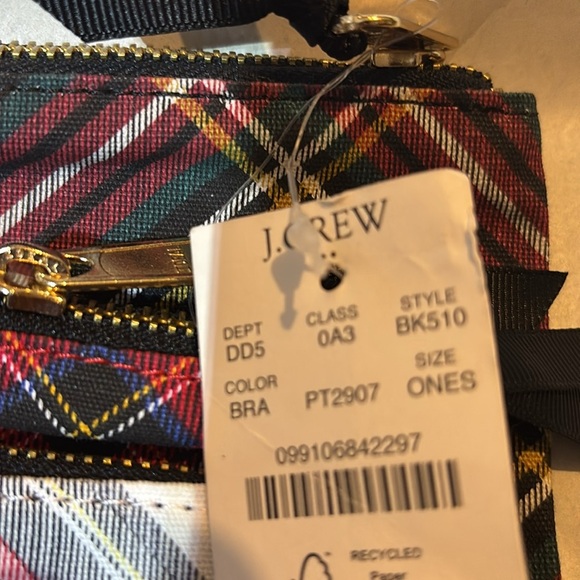 J.CREW
DEPT CLASS STYLE
DD5 0A3 BK510
COLOR SIZE
BRA PT2907 ONES
099106842297
RECYCLED
Paper